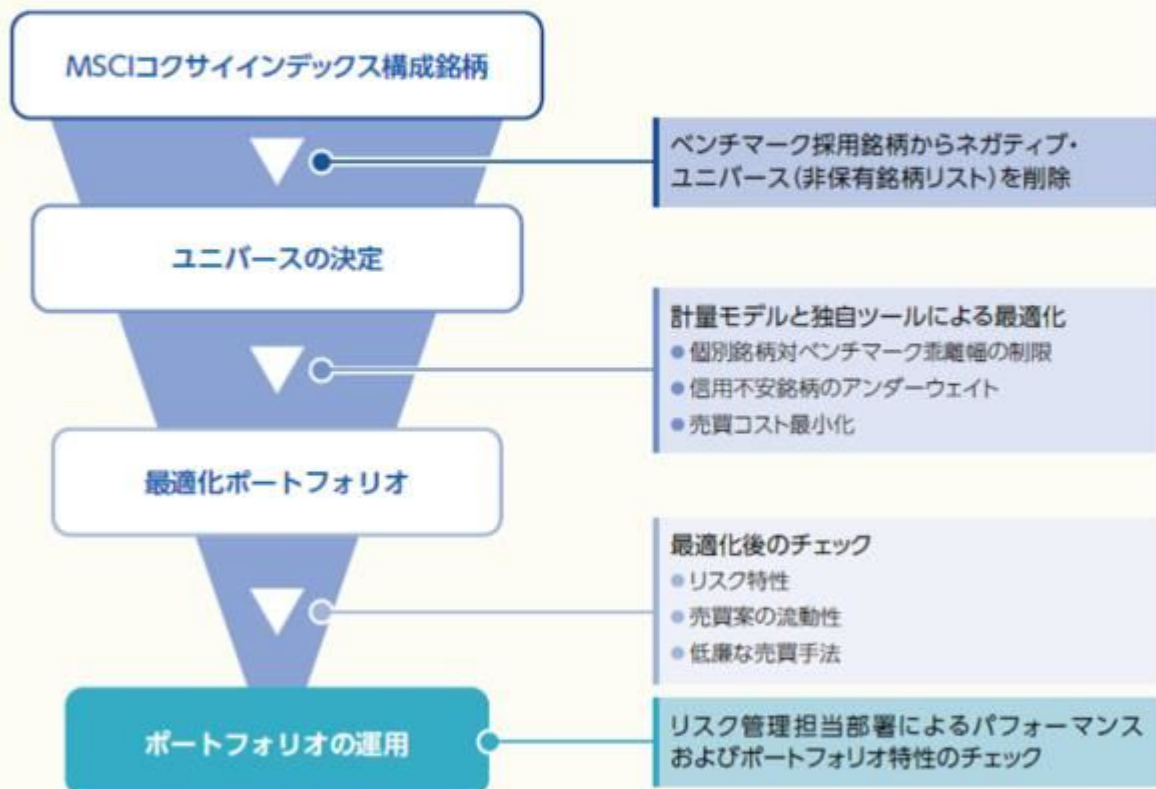 MSCIコクサイインデックス構成銘柄
ベンチマーク採用銘柄からネガティブ・
ユニバース(非保有銘柄リスト)を削除
ユニバースの決定
計量モデルと独自ツールによる最適化
●個別銘柄対ベンチマーク乖離幅の制限
●信用不安銘柄のアンダーウェイト
●売買コスト最小化
最適化ポートフォリオ
最適化後のチェック
●リスク特性
●売買案の流動性
●低廉な売買手法
ポートフォリオの運用
リスク管理担当部署によるパフォーマンス
およびポートフォリオ特性のチェック